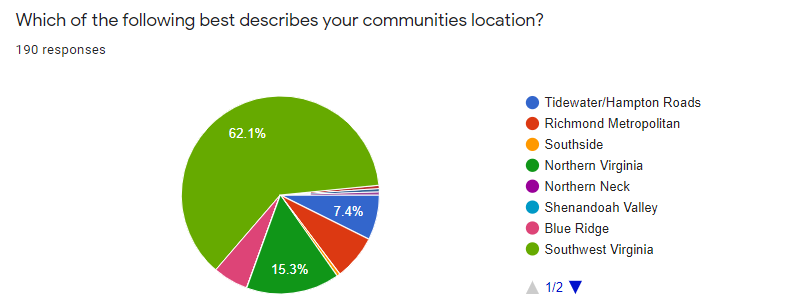 Which of the following best describes your communities location?
190 responses
62.1%
7.4%
15.3%
Tidewater/Hampton Roads
Richmond Metropolitan
Southside
Northern Virginia
Northern Neck
Shenandoah Valley
Blue Ridge
Southwest Virginia
1/2